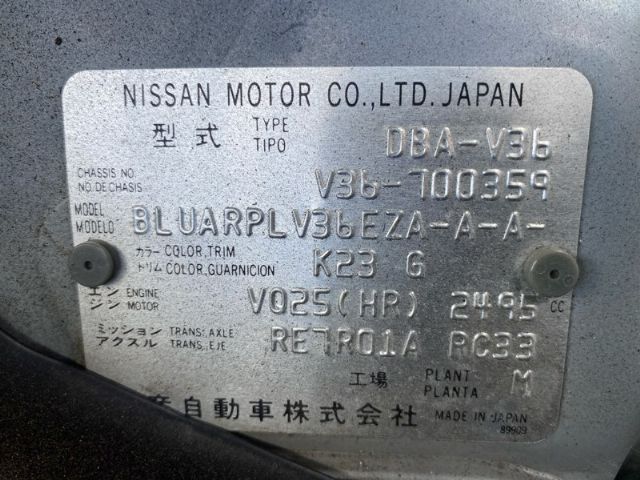 NISSAN MOTOR CO.,LTD. JAPAN
型式 TYPE TIPO DBA-V36
CHASSIS NO. NO. DE CHASIS V36-700359
MODEL MODELO BLUARPLV36EZA-A-A-
カラー COLOR,TRIM トリム COLOR,GUARNICION K23 G
エンジン ENGINE MOTOR VQ25(HR) 2495 CC
ミッション アクスル TRANS.AXLE TRANS.,EJE RE7R01A RC33
工場 PLANT PLANTA M
産自動車株式会社 MADE IN JAPAN
89909